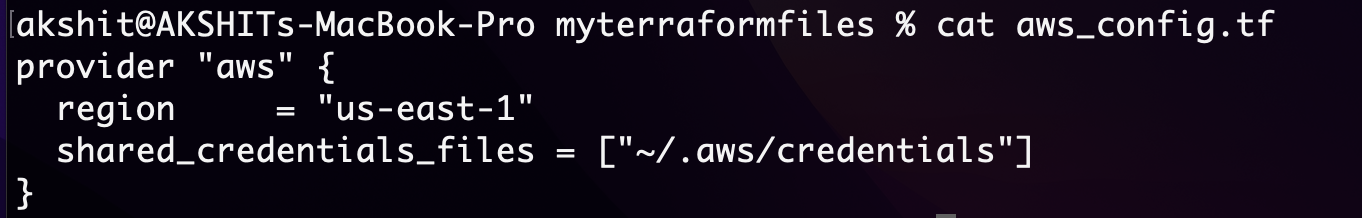 [akshit@AKSHITs-MacBook-Pro myterraformfiles % cat aws_config.tf
provider "aws" {
  region     = "us-east-1"
  shared_credentials_files = ["~/.aws/credentials"]
}